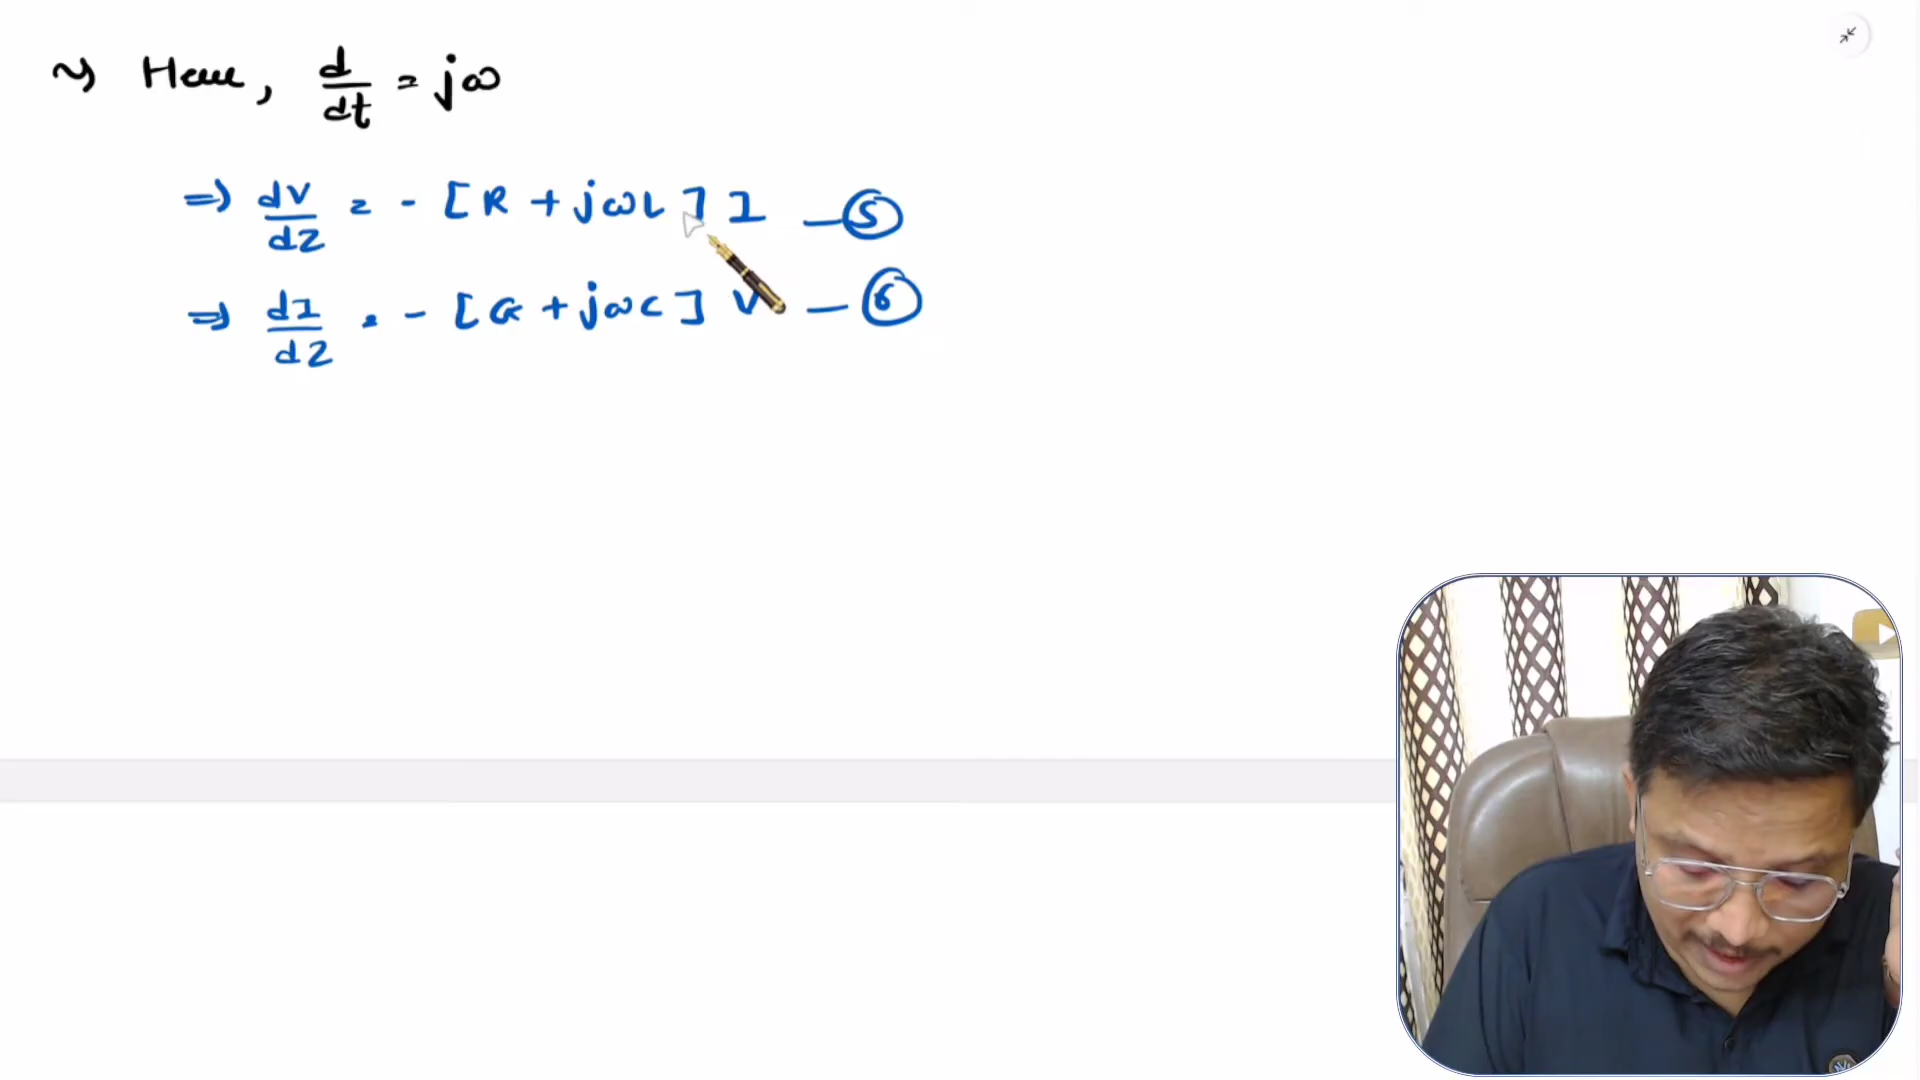 ~> Here, d/dt = jω
=> dV/dz = - [R + jωL] I — ⑤
=> dI/dz = - [G + jωC] V — ⑥